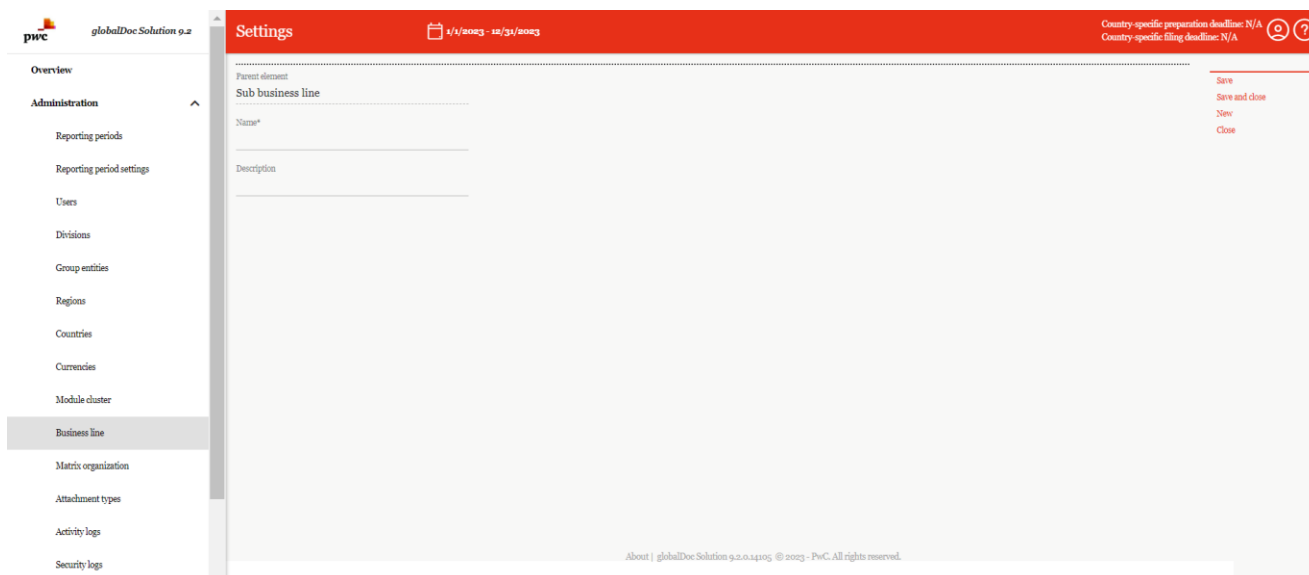 pwc
globalDoc Solution 9.2
Settings
1/1/2023 - 12/31/2023
Country-specific preparation deadline: N/A
Country-specific filing deadline: N/A
?
Overview
Administration
Reporting periods
Reporting period settings
Users
Divisions
Group entities
Regions
Countries
Currencies
Module cluster
Business line
Matrix organization
Attachment types
Activity logs
Security logs
Parent element
Sub business line
Name*
Description
Save
Save and close
New
Close
About | globalDoc Solution 9.2.0.14105 © 2023 - PwC. All rights reserved.